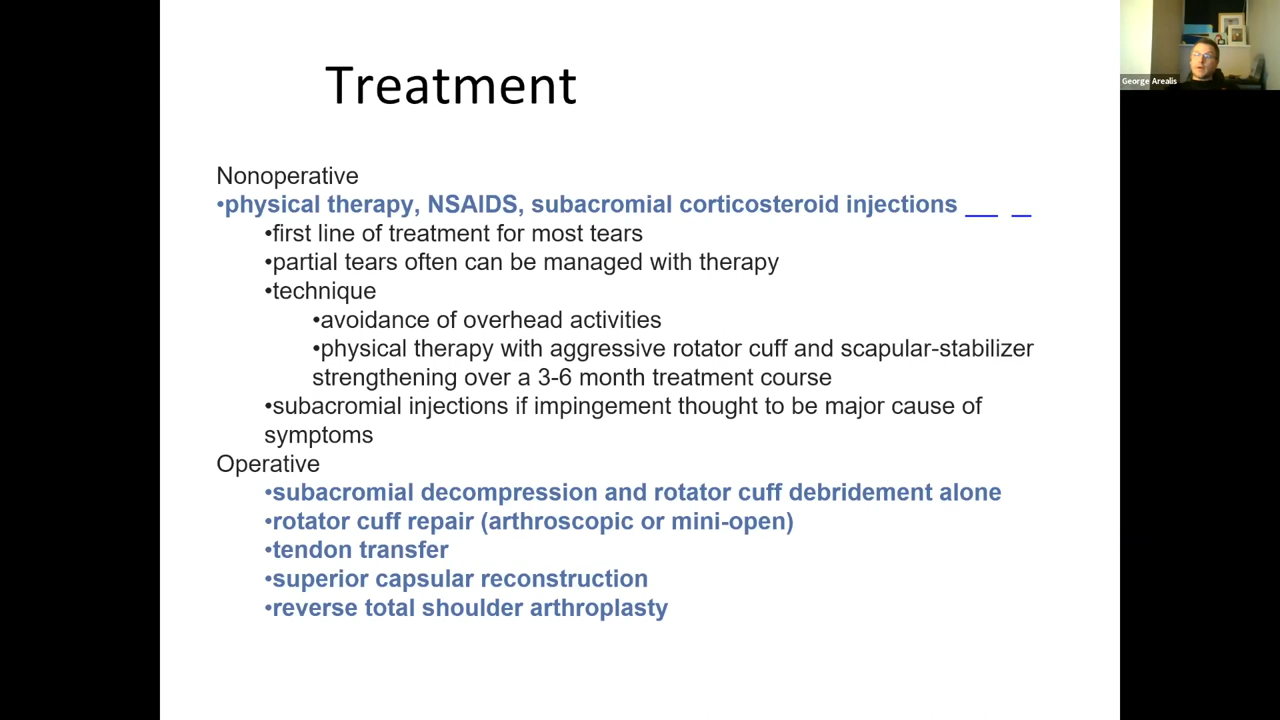 Treatment
George Arealis
Nonoperative
•physical therapy, NSAIDS, subacromial corticosteroid injections
•first line of treatment for most tears
•partial tears often can be managed with therapy
•technique
•avoidance of overhead activities
•physical therapy with aggressive rotator cuff and scapular-stabilizer
strengthening over a 3-6 month treatment course
•subacromial injections if impingement thought to be major cause of
symptoms
Operative
•subacromial decompression and rotator cuff debridement alone
•rotator cuff repair (arthroscopic or mini-open)
•tendon transfer
•superior capsular reconstruction
•reverse total shoulder arthroplasty